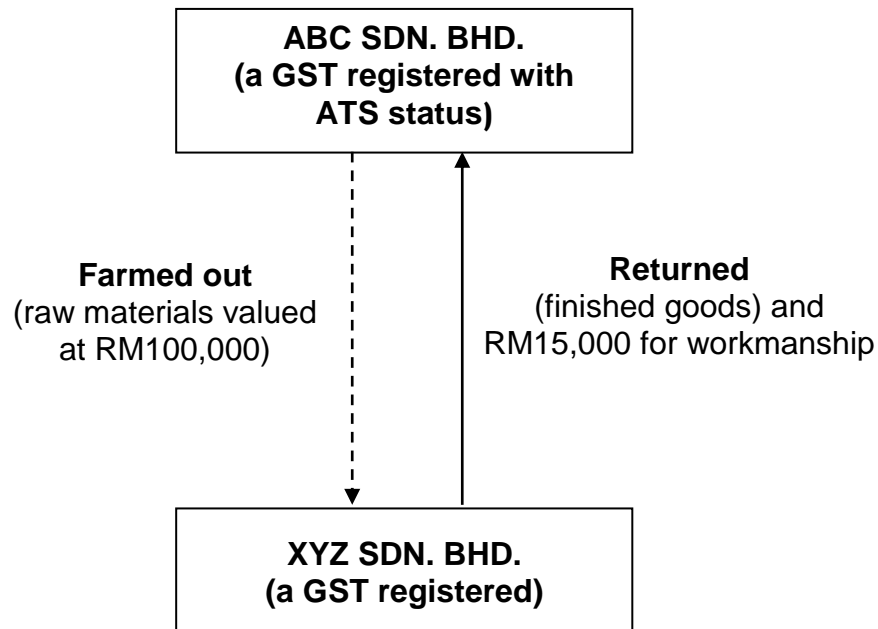 ABC SDN. BHD.
(a GST registered with
ATS status)
Farmed out
(raw materials valued
at RM100,000)
Returned
(finished goods) and
RM15,000 for workmanship
XYZ SDN. BHD.
(a GST registered)